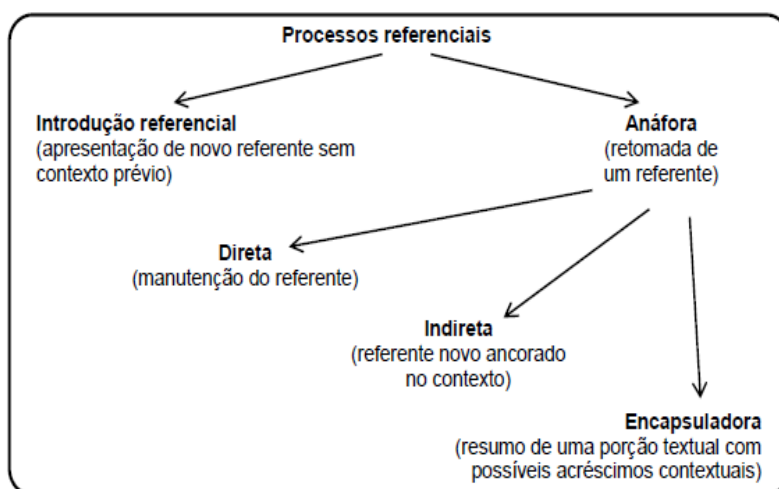 Processos referenciais
Introdução referencial
(apresentação de novo referente sem
contexto prévio)
Anáfora
(retomada de
um referente)
Direta
(manutenção do referente)
Indireta
(referente novo ancorado
no contexto)
Encapsuladora
(resumo de uma porção textual com
possíveis acréscimos contextuais)